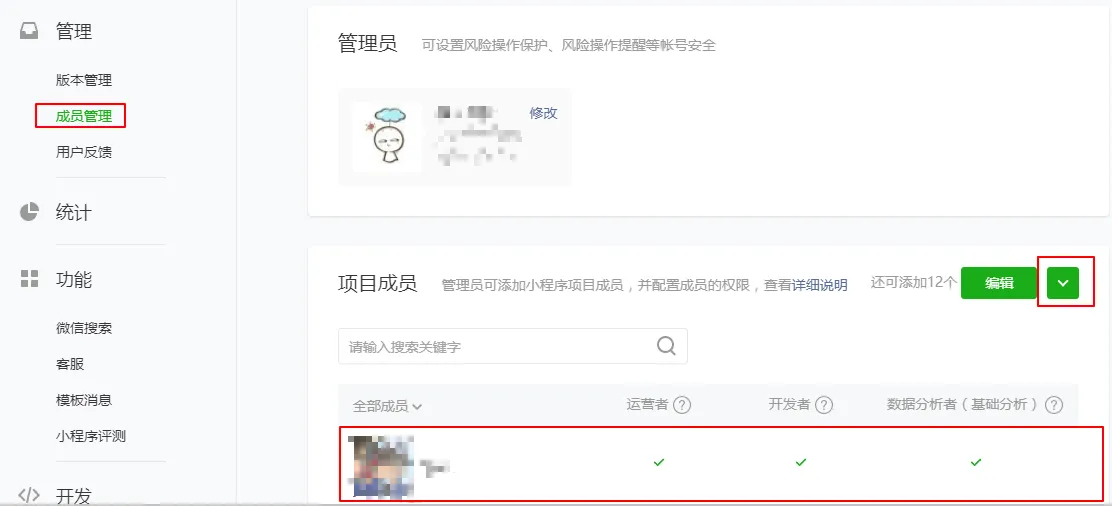 管理
版本管理
成员管理
用户反馈
统计
功能
微信搜索
客服
模板消息
小程序评测
开发
管理员 可设置风险操作保护、风险操作提醒等帐号安全
修改
项目成员 管理员可添加小程序项目成员，并配置成员的权限，查看详细说明 还可添加12个 编辑
请输入搜索关键字
全部成员 运营者 ? 开发者 ? 数据分析者（基础分析） ?